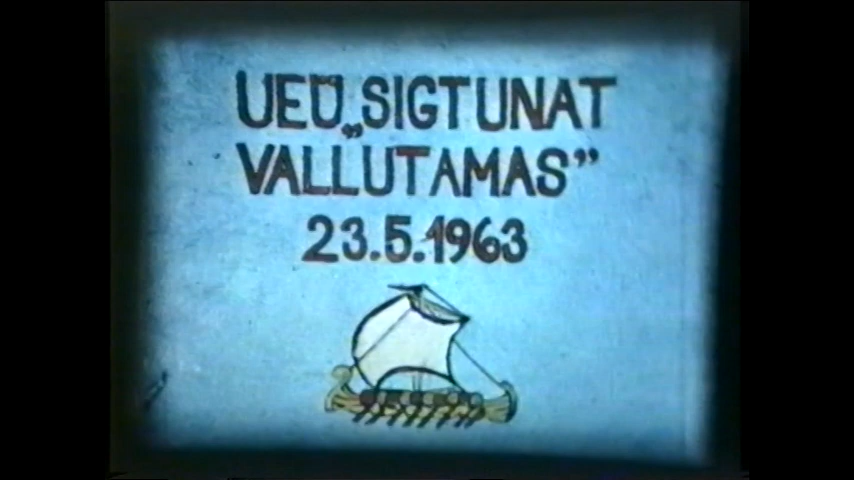 UEÜ „SIGTUNAT
VALLUTAMAS”
23.5.1963